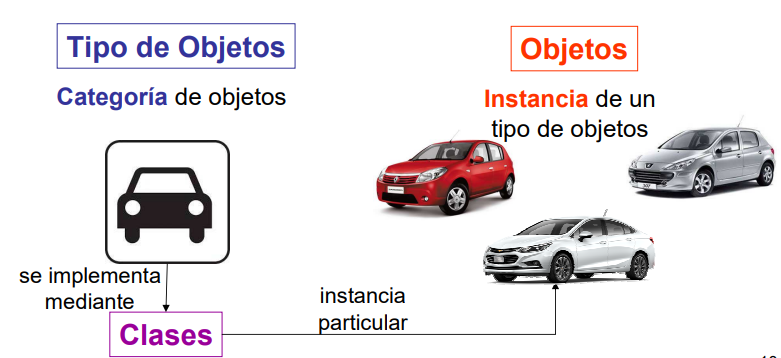 Tipo de Objetos
Categoría de objetos
se implementa
mediante
Clases
instancia
particular
Objetos
Instancia de un
tipo de objetos